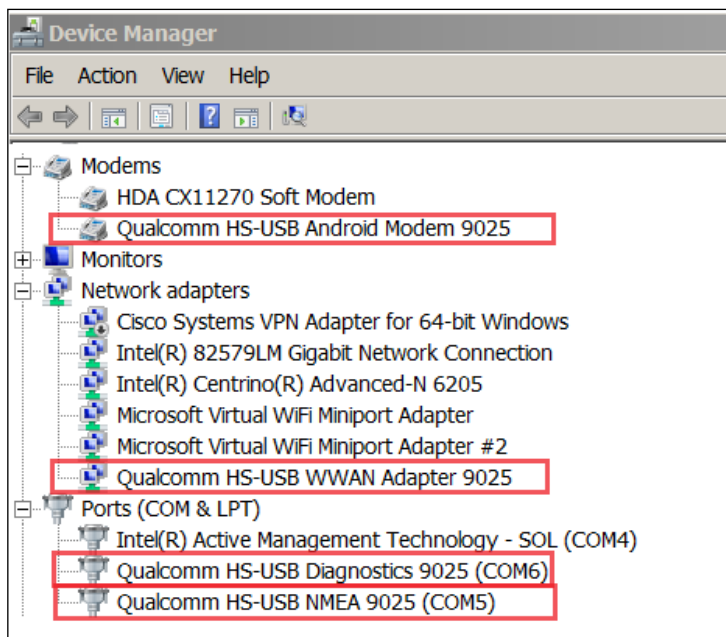 Device Manager
File Action View Help
Modems
HDA CX11270 Soft Modem
Qualcomm HS-USB Android Modem 9025
Monitors
Network adapters
Cisco Systems VPN Adapter for 64-bit Windows
Intel(R) 82579LM Gigabit Network Connection
Intel(R) Centrino(R) Advanced-N 6205
Microsoft Virtual WiFi Miniport Adapter
Microsoft Virtual WiFi Miniport Adapter #2
Qualcomm HS-USB WWAN Adapter 9025
Ports (COM & LPT)
Intel(R) Active Management Technology - SOL (COM4)
Qualcomm HS-USB Diagnostics 9025 (COM6)
Qualcomm HS-USB NMEA 9025 (COM5)